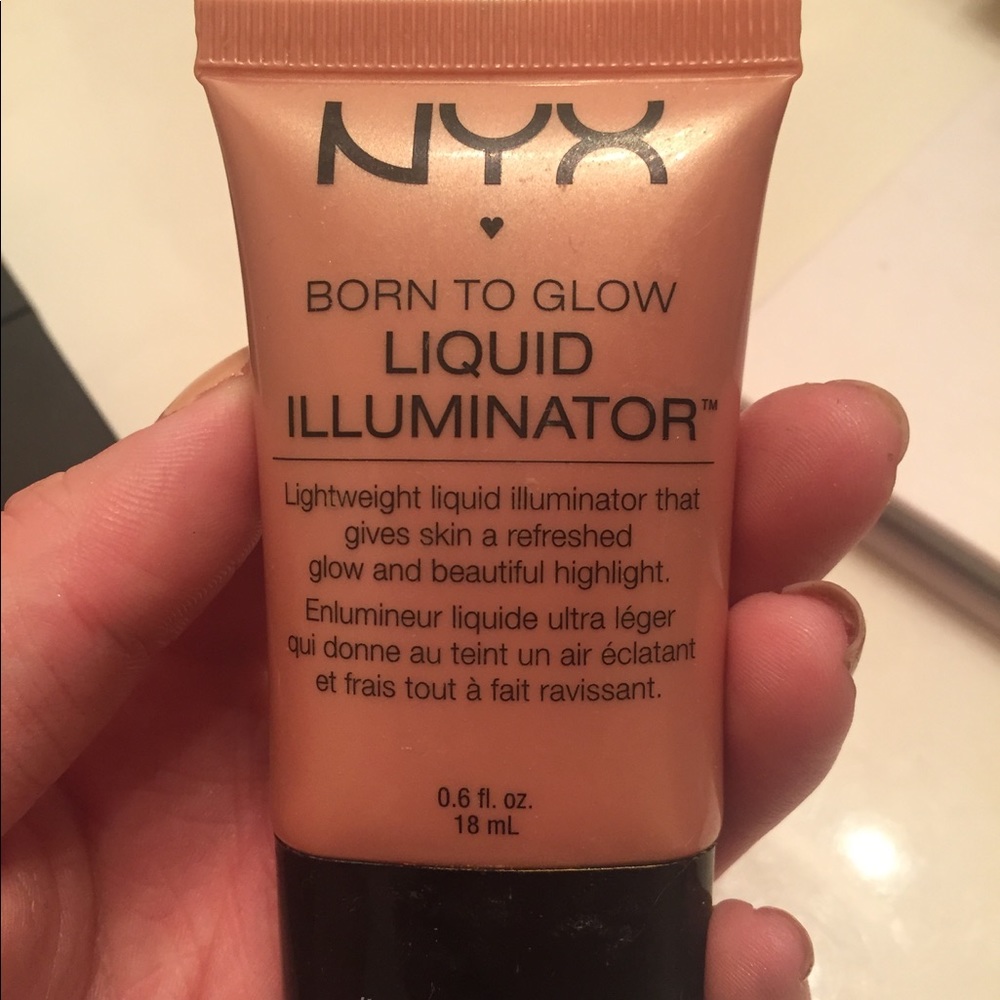 NYX
BORN TO GLOW
LIQUID
ILLUMINATOR™
Lightweight liquid illuminator that
gives skin a refreshed
glow and beautiful highlight.
Enlumineur liquide ultra léger
qui donne au teint un air éclatant
et frais tout à fait ravissant.
0.6 fl. oz.
18 mL